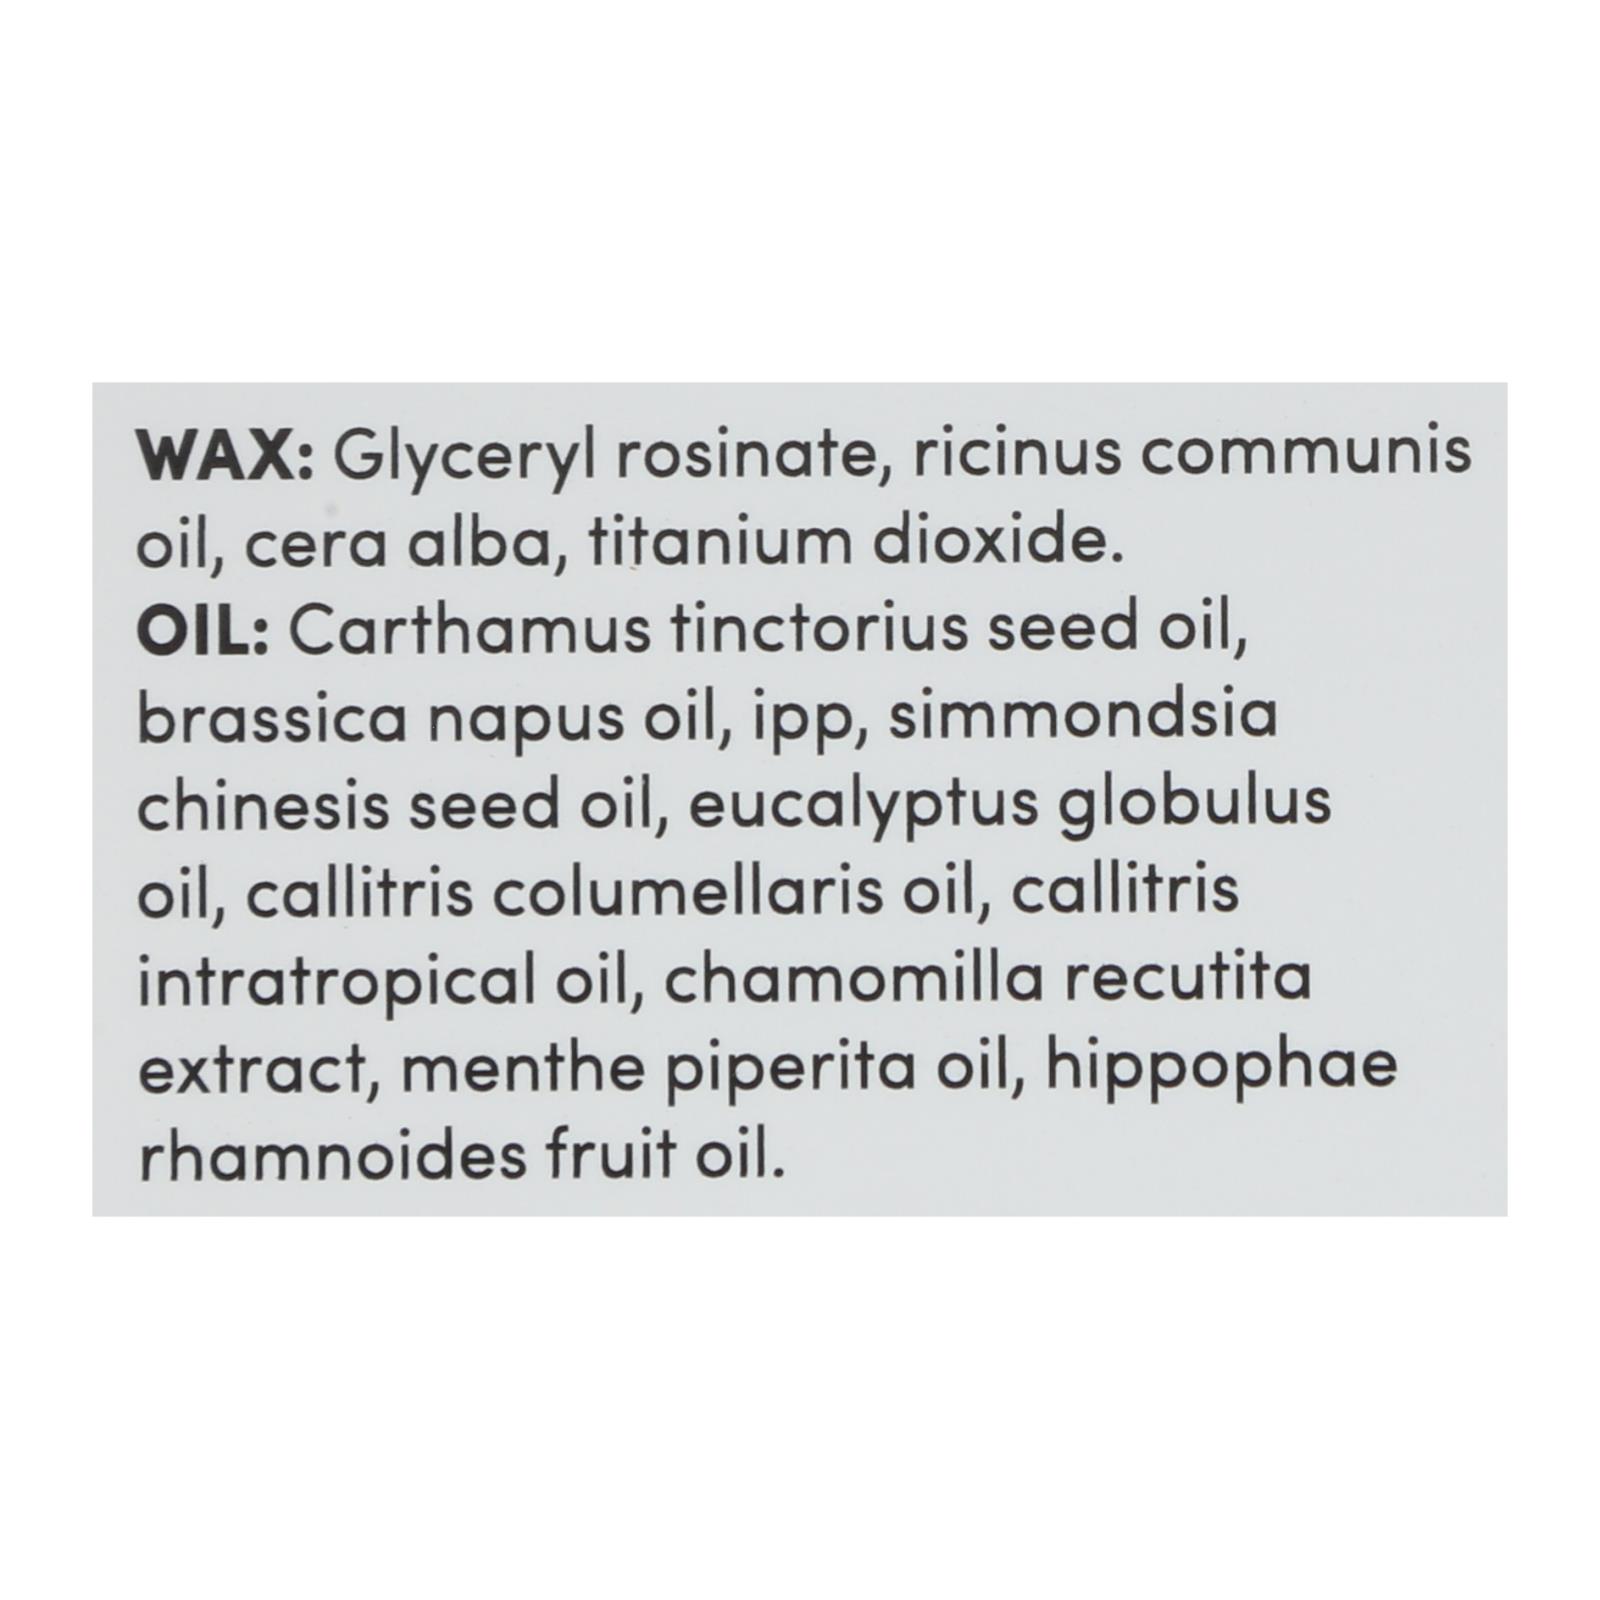 WAX: Glyceryl rosinate, ricinus communis
oil, cera alba, titanium dioxide.
OIL: Carthamus tinctorius seed oil,
brassica napus oil, ipp, simmondsia
chinesis seed oil, eucalyptus globulus
oil, callitris columellaris oil, callitris
intratropical oil, chamomilla recutita
extract, menthe piperita oil, hippophae
rhamnoides fruit oil.